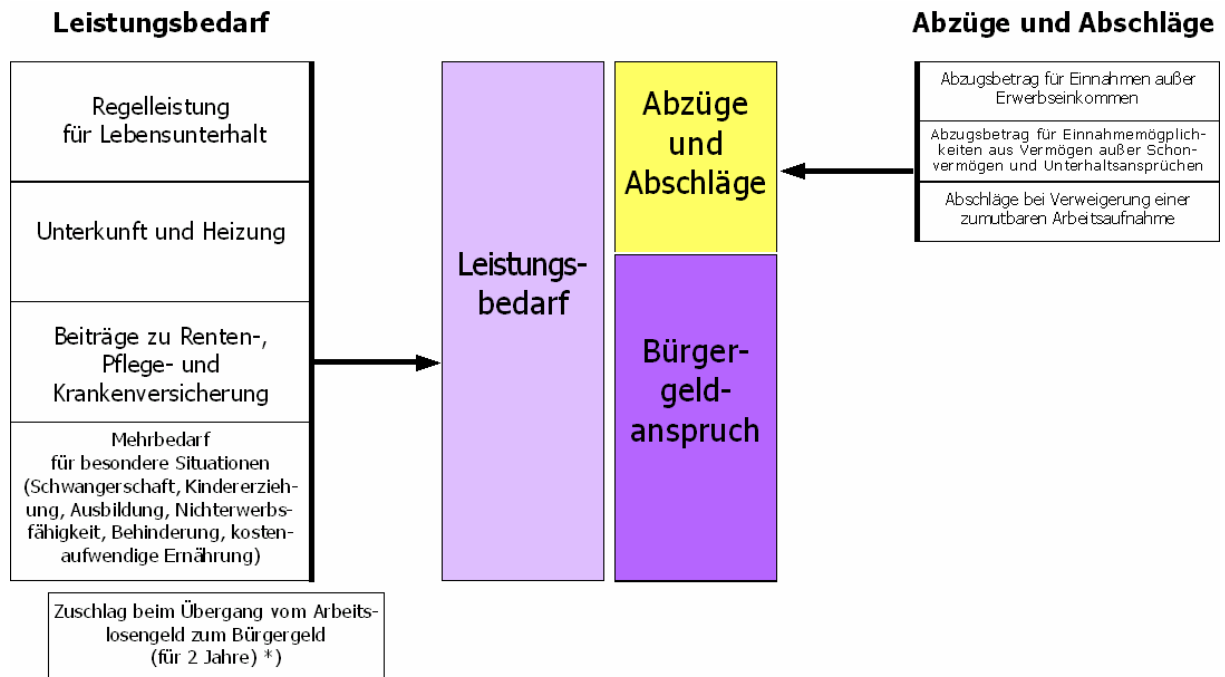 Leistungsbedarf
Regelleistung
für Lebensunterhalt
Unterkunft und Heizung
Beiträge zu Renten-,
Pflege- und
Krankenversicherung
Mehrbedarf
für besondere Situationen
(Schwangerschaft, Kindererzieh-
ung, Ausbildung, Nichterwerbs-
fähigkeit, Behinderung, kosten-
aufwendige Ernährung)
Zuschlag beim Übergang vom Arbeits-
losengeld zum Bürgergeld
(für 2 Jahre) *)
Leistungs-
bedarf
Abzüge
und
Abschläge
Bürger-
geld-
anspruch
Abzüge und Abschläge
Abzugsbetrag für Einnahmen außer
Erwerbseinkommen
Abzugsbetrag für Einnahmemöglich-
keiten aus Vermögen außer Schon-
vermögen und Unterhaltsansprüchen
Abschläge bei Verweigerung einer
zumutbaren Arbeitsaufnahme